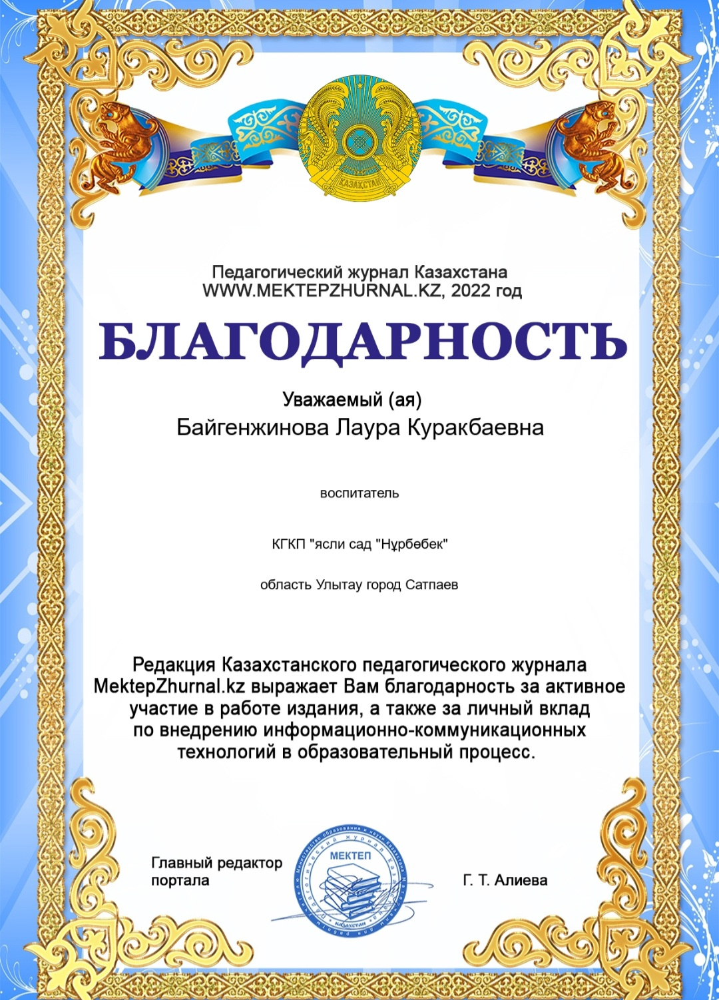 ҚАЗАҚСТАН
Педагогический журнал Казахстана
WWW.MEKTEPZHURNAL.KZ, 2022 год
БЛАГОДАРНОСТЬ
Уважаемый (ая)
Байгенжинова Лаура Куракбаевна
воспитатель
КГКП "ясли сад "Нұрбөбек"
область Улытау город Сатпаев
Редакция Казахстанского педагогического журнала
MektepZhurnal.kz выражает Вам благодарность за активное
участие в работе издания, а также за личный вклад
по внедрению информационно-коммуникационных
технологий в образовательный процесс.
Главный редактор
портала
МЕКТЕП
Казахстан
Г. Т. Алиева